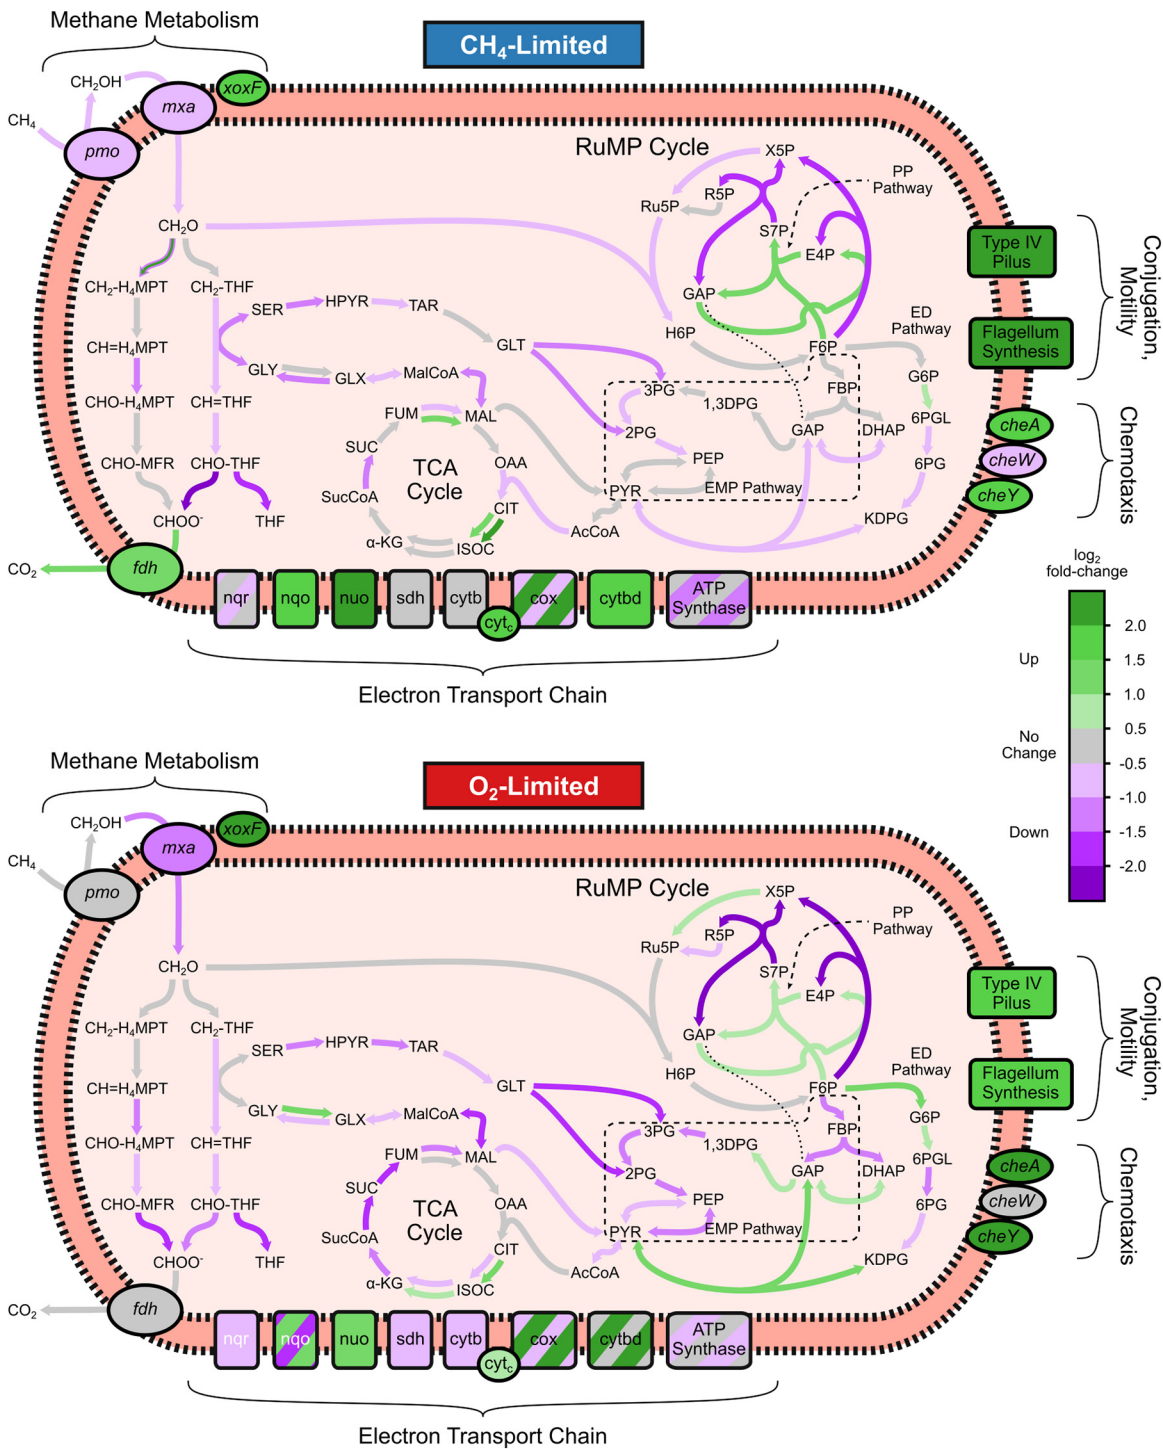 Methane Metabolism
CH₄-Limited
CH₂OH
mxa
xoxF
CH₄
pmo
RuMP Cycle
X5P
PP
Pathway
R5P
Ru5P
CH₂O
S7P
E4P
Type IV
Pilus
Conjugation,
Motility
CH₂-H₄MPT
CH₂-THF
SER
HPYR
TAR
GAP
H6P
ED
Pathway
Flagellum
Synthesis
CH=H₄MPT
GLT
F6P
GLY
GLX
MalCoA
3PG
1,3DPG
FBP
G6P
CHO-H₄MPT
CH=THF
FUM
MAL
2PG
GAP
DHAP
6PGL
cheA
Chemotaxis
SUC
CHO-MFR
CHO-THF
TCA
Cycle
OAA
PEP
6PG
cheW
SucCoA
CIT
PYR
EMP Pathway
cheY
CHOO⁻
THF
α-KG
ISOC
AcCoA
KDPG
CO₂
fdh
nqr
nqo
nuo
sdh
cytb
cytc
cox
cytbd
ATP
Synthase
Electron Transport Chain
log₂
fold-change
2.0
Up
1.5
1.0
0.5
No
Change
-0.5
-1.0
Down
-1.5
-2.0
Methane Metabolism
O₂-Limited
CH₂OH
mxa
xoxF
CH₄
pmo
RuMP Cycle
X5P
PP
Pathway
R5P
Ru5P
CH₂O
S7P
E4P
Type IV
Pilus
Conjugation,
Motility
CH₂-H₄MPT
CH₂-THF
SER
HPYR
TAR
GAP
H6P
ED
Pathway
Flagellum
Synthesis
CH=H₄MPT
GLT
F6P
GLY
GLX
MalCoA
3PG
1,3DPG
FBP
G6P
CHO-H₄MPT
CH=THF
FUM
MAL
2PG
GAP
DHAP
6PGL
cheA
Chemotaxis
SUC
CHO-MFR
CHO-THF
TCA
Cycle
OAA
PEP
6PG
cheW
SucCoA
CIT
PYR
EMP Pathway
cheY
CHOO⁻
THF
α-KG
ISOC
AcCoA
KDPG
CO₂
fdh
nqr
nqo
nuo
sdh
cytb
cytc
cox
cytbd
ATP
Synthase
Electron Transport Chain